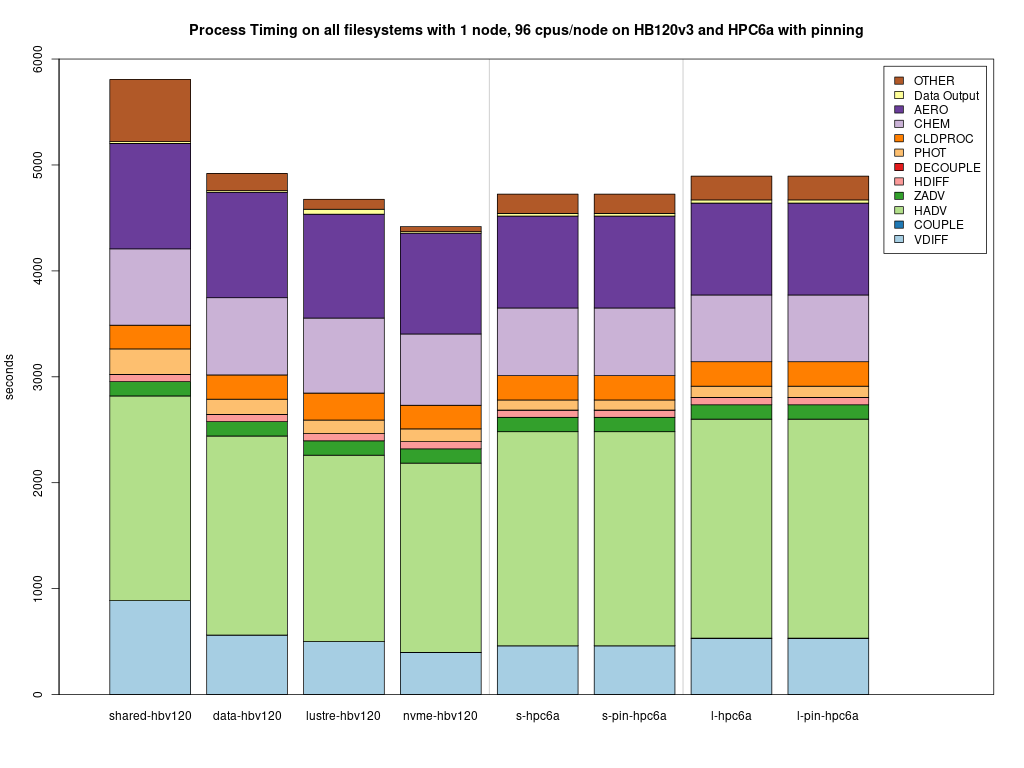 Process Timing on all filesystems with 1 node, 96 cpus/node on HB120v3 and HPC6a with pinning
seconds
6000
5000
4000
3000
2000
1000
0
OTHER
Data Output
AERO
CHEM
CLDPROC
PHOT
DECOUPLE
HDIFF
ZADV
HADV
COUPLE
VDIFF
shared-hbv120 data-hbv120 lustre-hbv120 nvme-hbv120 s-hpc6a s-pin-hpc6a l-hpc6a l-pin-hpc6a